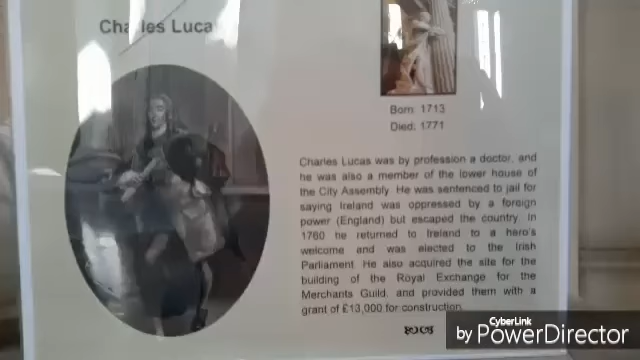 Charles Lucas
Born: 1713
Died: 1771
Charles Lucas was by profession a doctor, and
he was also a member of the lower house of
the City Assembly. He was sentenced to jail for
saying Ireland was oppressed by a foreign
power (England) but escaped the country. In
1760 he returned to Ireland to a hero's
welcome and was elected to the Irish
Parliament. He also acquired the site for the
building of the Royal Exchange for the
Merchants Guild, and provided them with a
grant of £13,000 for construction.
CyberLink
by PowerDirector